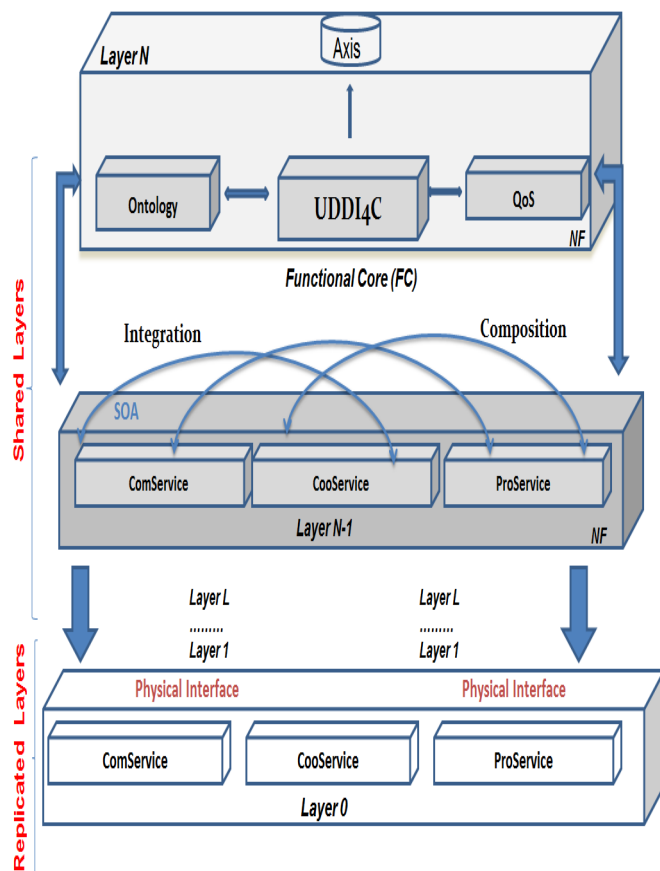 Layer N
Axis
Ontology
UDDI4C
QoS
NF
Functional Core (FC)
Shared Layers
Integration
Composition
SOA
ComService
CooService
ProService
Layer N-1
NF
Layer L
.........
Layer 1
Layer L
.........
Layer 1
Replicated Layers
Physical Interface
Physical Interface
ComService
CooService
ProService
Layer 0